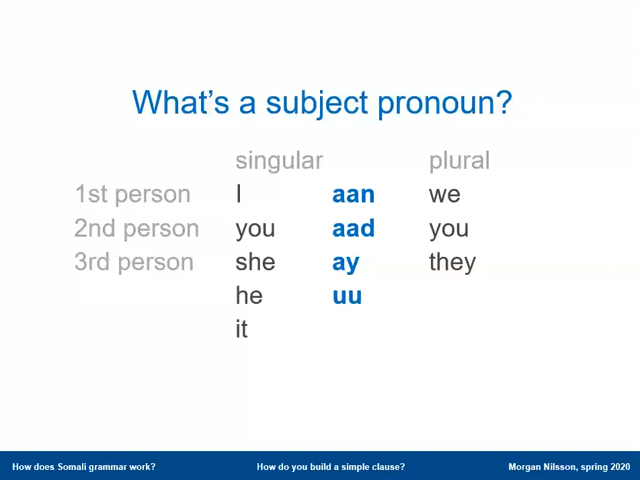 What's a subject pronoun?
singular plural
1st person I aan we
2nd person you aad you
3rd person she ay they
he uu
it
How does Somali grammar work? How do you build a simple clause? Morgan Nilsson, spring 2020